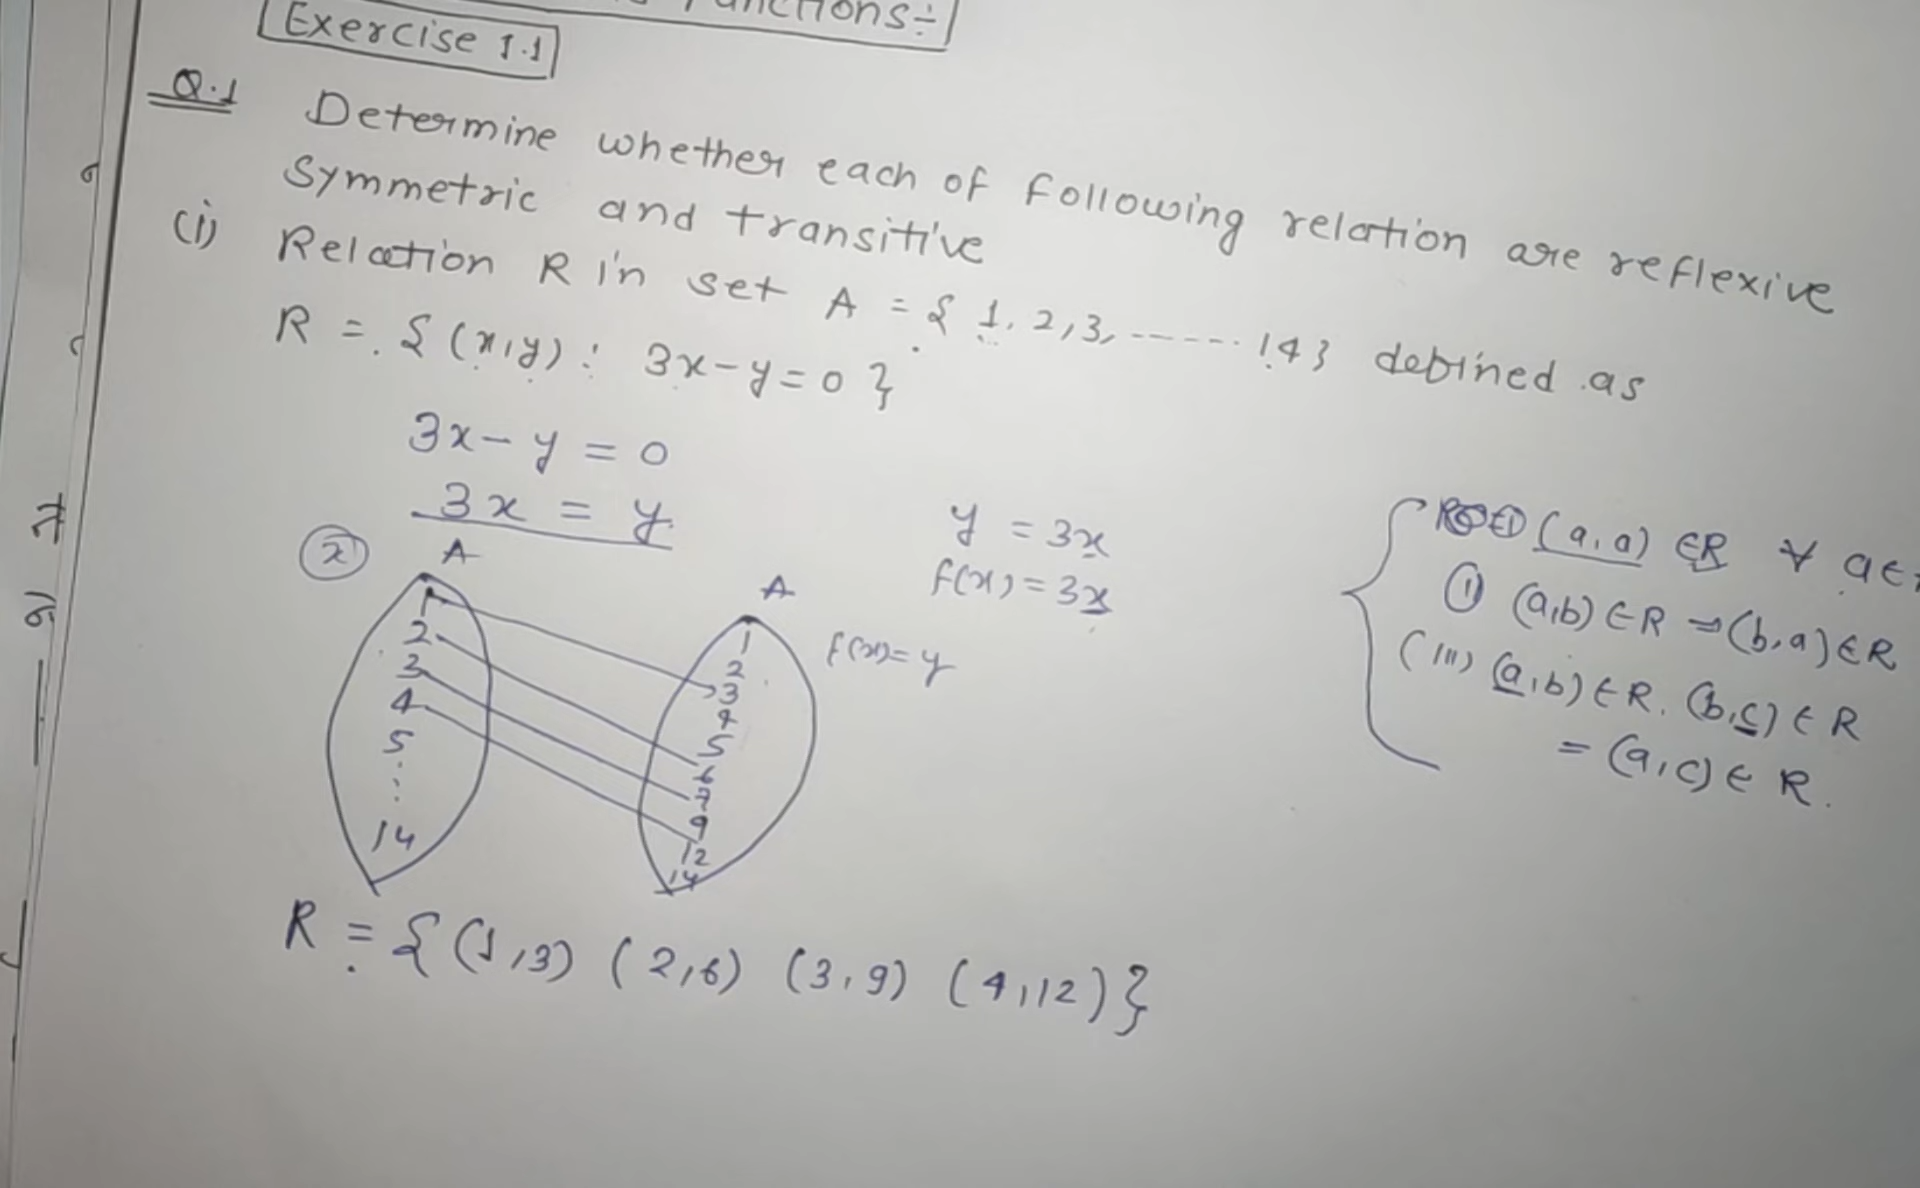 Functions:-
Exercise 1.1
Q.1 Determine whether each of following relation are reflexive
symmetric and transitive
(i) Relation R in set A = { 1, 2, 3, ------ 14} defined as
R = { (x,y) : 3x-y=0 }
3x-y = 0
3x = y
y = 3x
f(x) = 3x
f(x)=y
x
A
1
2
3
4
5
14
A
1
2
3
4
5
6
7
9
12
14
(a,a) ∈R ∀ a∈
(a,b) ∈R ⇒ (b,a)∈R
(III) (a,b)∈R. (b,c)∈R
= (a,c)∈ R.
R = { (1,3) (2,6) (3,9) (4,12)}